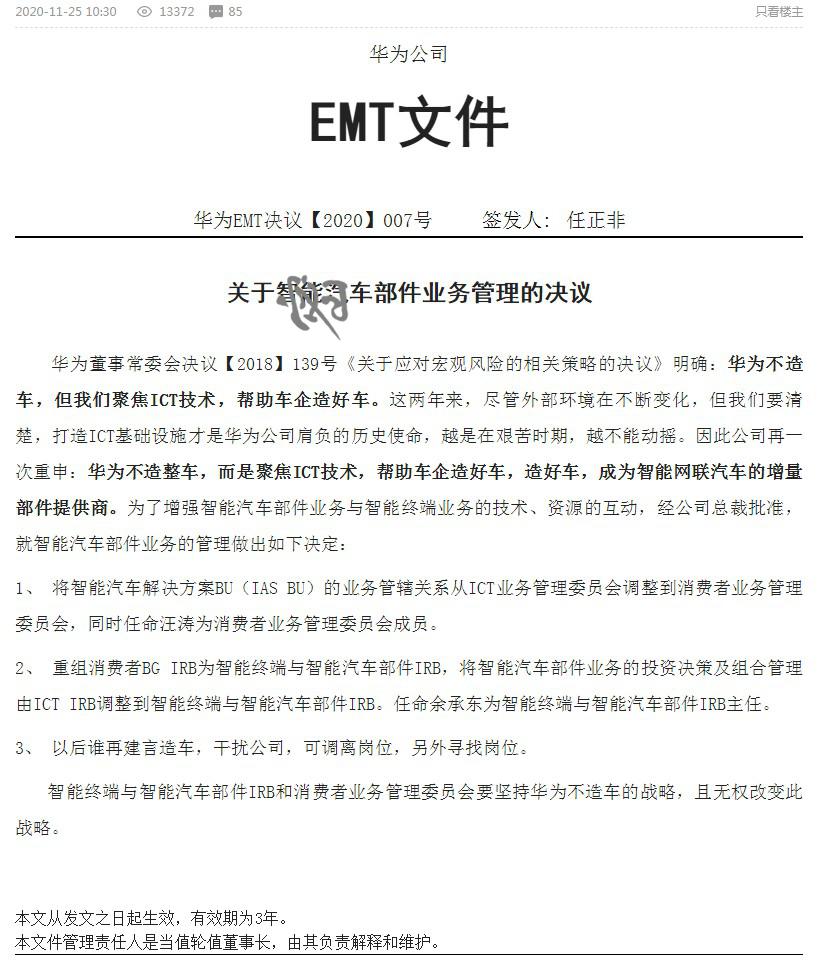 2020-11-25 10:30 13372 85 只看楼主
华为公司
EMT文件
华为EMT决议【2020】007号 签发人: 任正非
关于智能汽车部件业务管理的决议
华为董事常委会决议【2018】139号《关于应对宏观风险的相关策略的决议》明确: 华为不造
车，但我们聚焦ICT技术，帮助车企造好车。这两年来，尽管外部环境在不断变化，但我们要清
楚，打造ICT基础设施才是华为公司肩负的历史使命，越是在艰苦时期，越不能动摇。因此公司再一
次重申: 华为不造整车，而是聚焦ICT技术，帮助车企造好车，造好车，成为智能网联汽车的增量
部件提供商。为了增强智能汽车部件业务与智能终端业务的技术、资源的互动，经公司总裁批准，
就智能汽车部件业务的管理做出如下决定:
1、 将智能汽车解决方案BU（IAS BU）的业务管辖关系从ICT业务管理委员会调整到消费者业务管理
委员会，同时任命汪涛为消费者业务管理委员会成员。
2、 重组消费者BG IRB为智能终端与智能汽车部件IRB，将智能汽车部件业务的投资决策及组合管理
由ICT IRB调整到智能终端与智能汽车部件IRB。任命余承东为智能终端与智能汽车部件IRB主任。
3、 以后谁再建言造车，干扰公司，可调离岗位，另外寻找岗位。
智能终端与智能汽车部件IRB和消费者业务管理委员会要坚持华为不造车的战略，且无权改变此
战略。
本文从发文之日起生效，有效期为3年。
本文件管理责任人是当值轮值董事长，由其负责解释和维护。